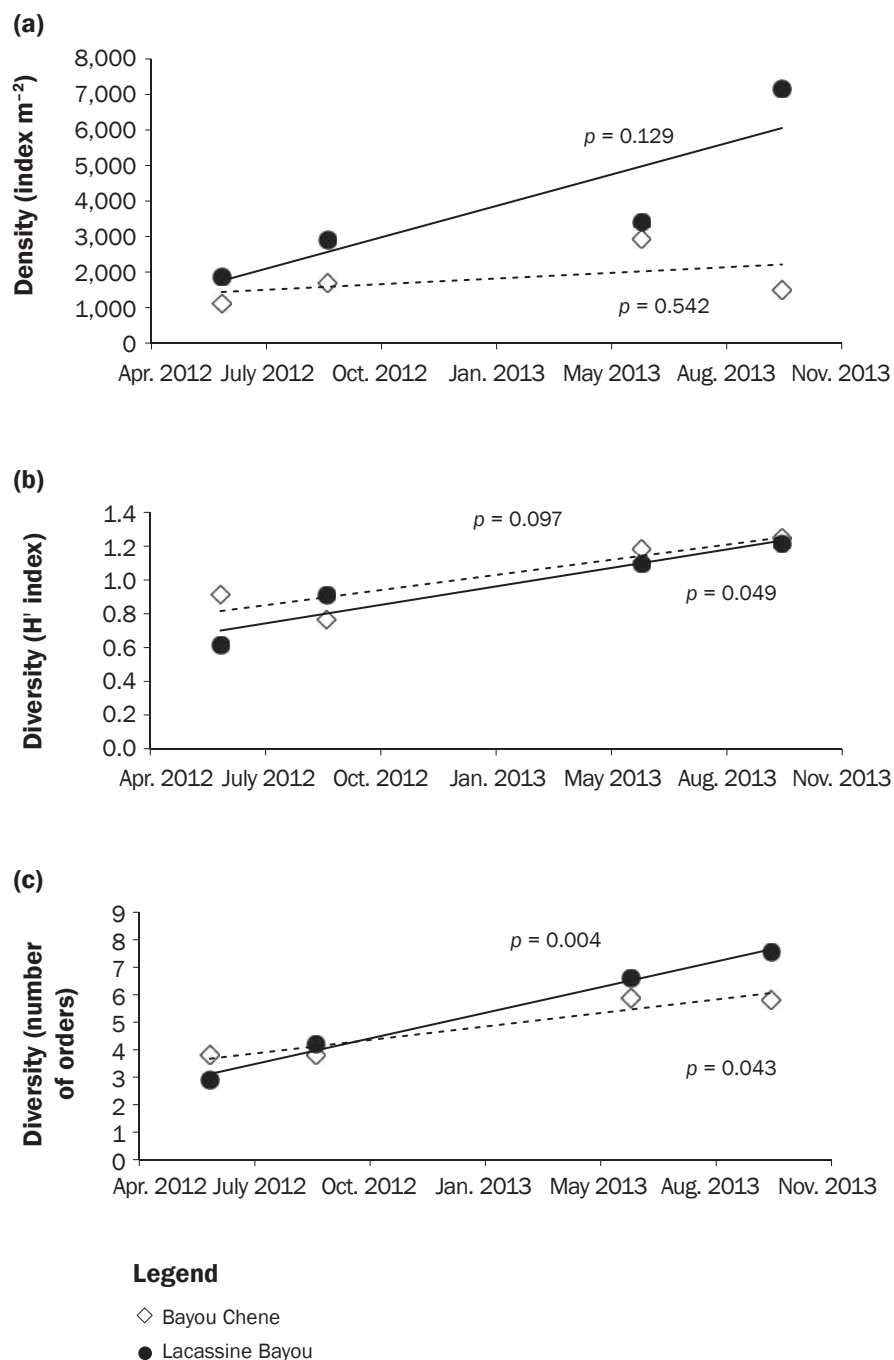 (a)
Density (index m⁻²)
8,000
7,000
6,000
5,000
4,000
3,000
2,000
1,000
0
p = 0.129
p = 0.542
Apr. 2012 July 2012 Oct. 2012 Jan. 2013 May 2013 Aug. 2013 Nov. 2013
(b)
Diversity (H' index)
1.4
1.2
1.0
0.8
0.6
0.4
0.2
0.0
p = 0.097
p = 0.049
Apr. 2012 July 2012 Oct. 2012 Jan. 2013 May 2013 Aug. 2013 Nov. 2013
(c)
Diversity (number
of orders)
9
8
7
6
5
4
3
2
1
0
p = 0.004
p = 0.043
Apr. 2012 July 2012 Oct. 2012 Jan. 2013 May 2013 Aug. 2013 Nov. 2013
Legend
Bayou Chene
Lacassine Bayou